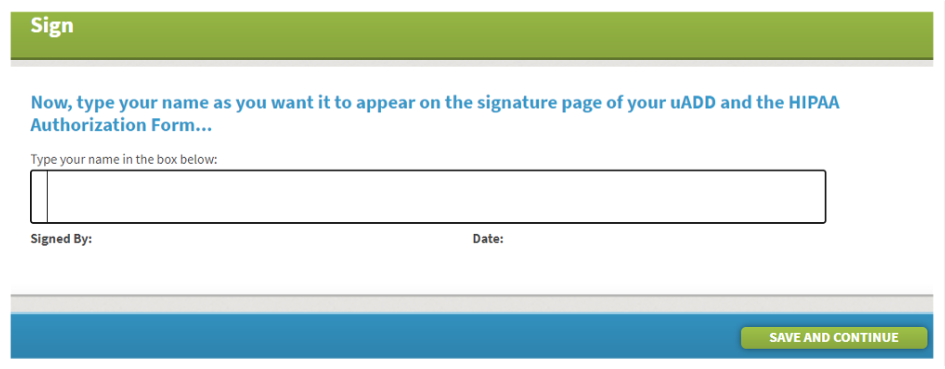 Sign
Now, type your name as you want it to appear on the signature page of your uADD and the HIPAA
Authorization Form...
Type your name in the box below:
Signed By: Date:
SAVE AND CONTINUE